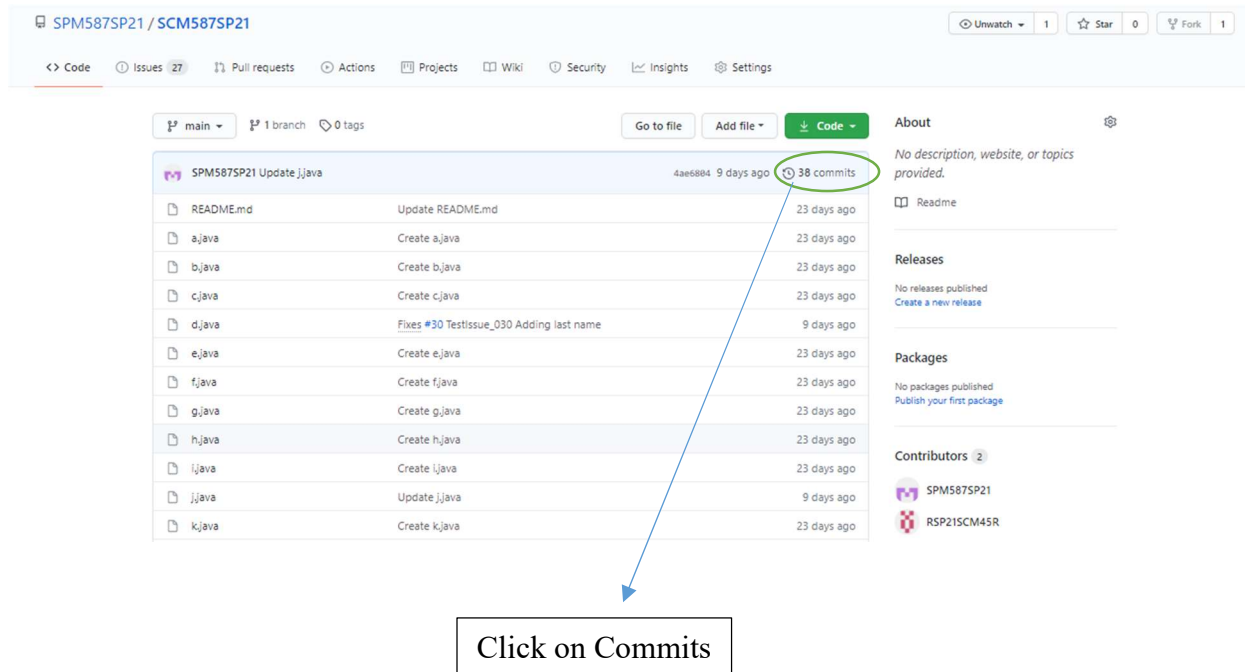 SPM587SP21 / SCM587SP21
Unwatch 1 Star 0 Fork 1
<> Code Issues 27 Pull requests Actions Projects Wiki Security Insights Settings
main 1 branch 0 tags Go to file Add file Code
SPM587SP21 Update j.java 4ae6804 9 days ago 38 commits
README.md Update README.md 23 days ago
a.java Create a.java 23 days ago
b.java Create b.java 23 days ago
c.java Create c.java 23 days ago
d.java Fixes #30 TestIssue_030 Adding last name 9 days ago
e.java Create e.java 23 days ago
f.java Create f.java 23 days ago
g.java Create g.java 23 days ago
h.java Create h.java 23 days ago
i.java Create i.java 23 days ago
j.java Update j.java 9 days ago
k.java Create k.java 23 days ago
About
No description, website, or topics
provided.
Readme
Releases
No releases published
Create a new release
Packages
No packages published
Publish your first package
Contributors 2
SPM587SP21
RSP21SCM45R
Click on Commits